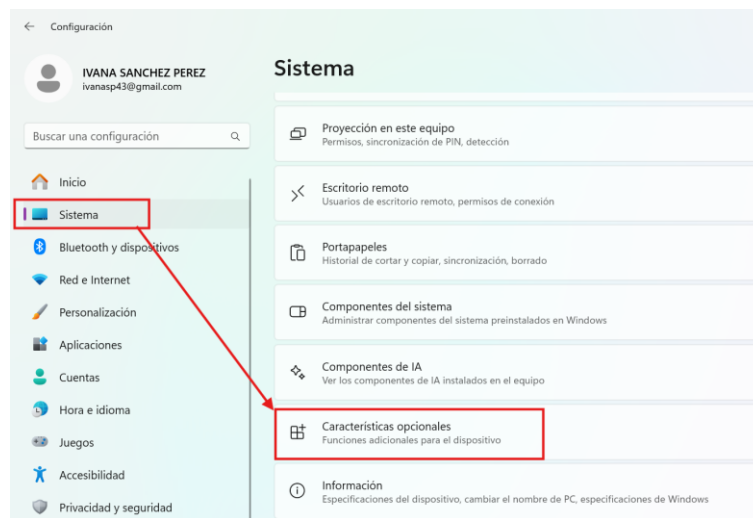 Configuración
IVANA SANCHEZ PEREZ
ivanasp43@gmail.com
Buscar una configuración
Inicio
Sistema
Bluetooth y dispositivos
Red e Internet
Personalización
Aplicaciones
Cuentas
Hora e idioma
Juegos
Accesibilidad
Privacidad y seguridad
Sistema
Proyección en este equipo
Permisos, sincronización de PIN, detección
Escritorio remoto
Usuarios de escritorio remoto, permisos de conexión
Portapapeles
Historial de cortar y copiar, sincronización, borrado
Componentes del sistema
Administrar componentes del sistema preinstalados en Windows
Componentes de IA
Ver los componentes de IA instalados en el equipo
Características opcionales
Funciones adicionales para el dispositivo
Información
Especificaciones del dispositivo, cambiar el nombre de PC, especificaciones de Windows